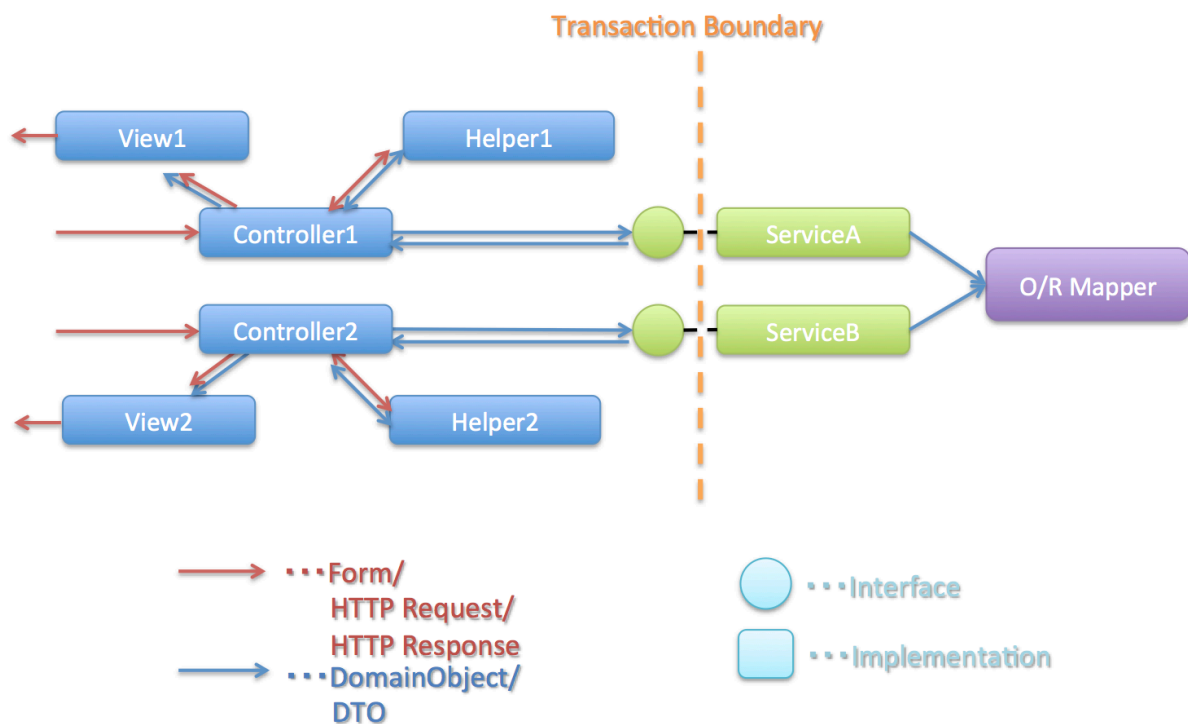 Transaction Boundary
View1
Helper1
Controller1
ServiceA
O/R Mapper
Controller2
ServiceB
View2
Helper2
···Form/
HTTP Request/
HTTP Response
···DomainObject/
DTO
···Interface
···Implementation